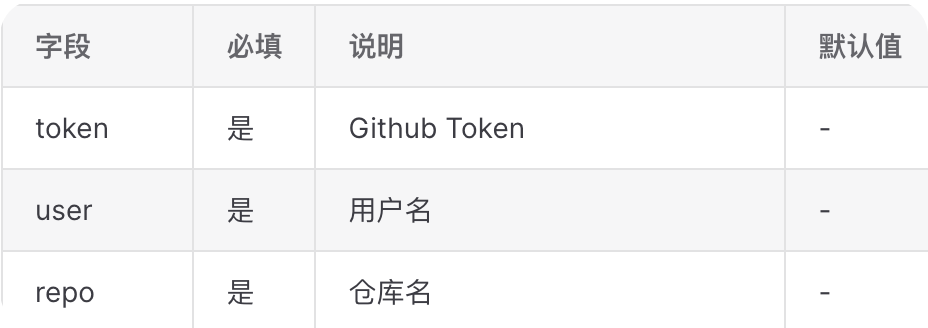 字段 必填 说明 默认值
token 是 Github Token -
user 是 用户名 -
repo 是 仓库名 -